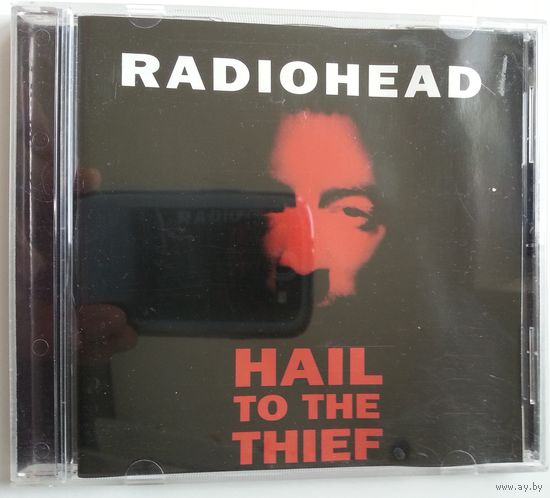 RADIOHEAD
HAIL
TO THE
THIEF
www.ay.by